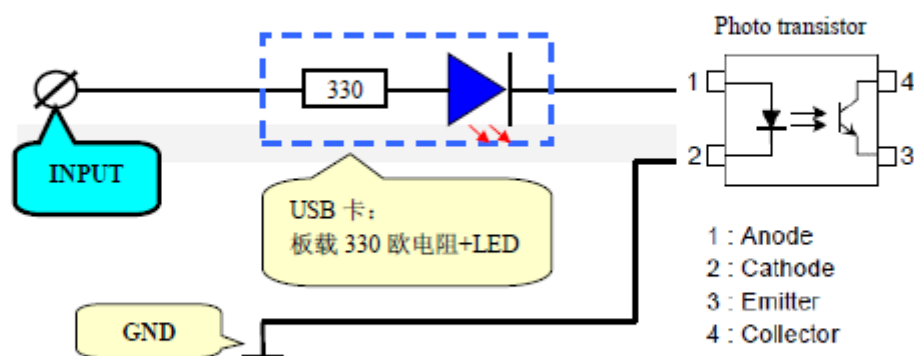 Photo transistor
330
1
4
2
3
INPUT
USB 卡：
板载 330 欧电阻+LED
GND
1 : Anode
2 : Cathode
3 : Emitter
4 : Collector